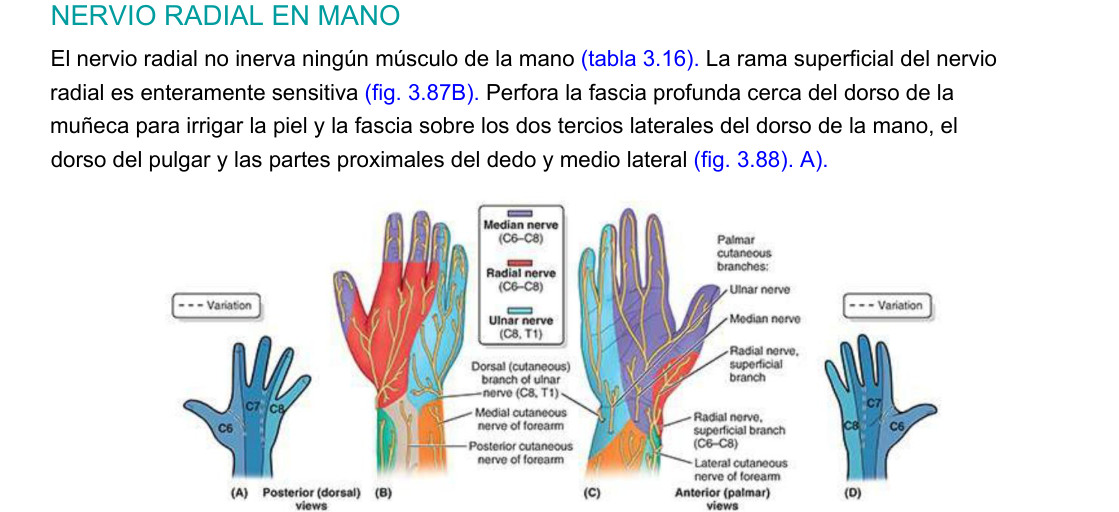 NERVIO RADIAL EN MANO
El nervio radial no inerva ningún músculo de la mano (tabla 3.16). La rama superficial del nervio
radial es enteramente sensitiva (fig. 3.87B). Perfora la fascia profunda cerca del dorso de la
muñeca para irrigar la piel y la fascia sobre los dos tercios laterales del dorso de la mano, el
dorso del pulgar y las partes proximales del dedo y medio lateral (fig. 3.88). A).
--- Variation
C6
C7
C8
(A)
Posterior (dorsal)
views
(B)
Median nerve
(C6–C8)
Radial nerve
(C6–C8)
Ulnar nerve
(C8, T1)
Dorsal (cutaneous)
branch of ulnar
nerve (C8, T1)
Medial cutaneous
nerve of forearm
Posterior cutaneous
nerve of forearm
(C)
Palmar
cutaneous
branches:
Ulnar nerve
Median nerve
Radial nerve,
superficial
branch
Radial nerve,
superficial branch
(C6–C8)
Lateral cutaneous
nerve of forearm
Anterior (palmar)
views
--- Variation
C8
C7
C6
(D)